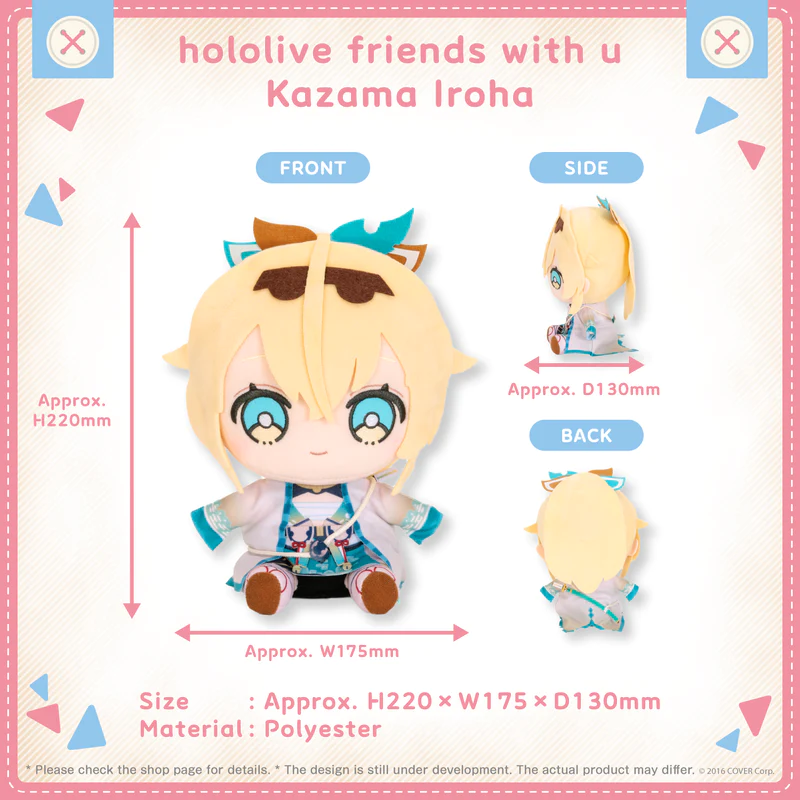 hololive friends with u
Kazama Iroha
FRONT
SIDE
Approx.
H220mm
Approx. D130mm
BACK
Approx. W175mm
Size : Approx. H220 × W175 × D130mm
Material : Polyester
* Please check the shop page for details. * The design is still under development. The actual product may differ. © 2016 COVER Corp.